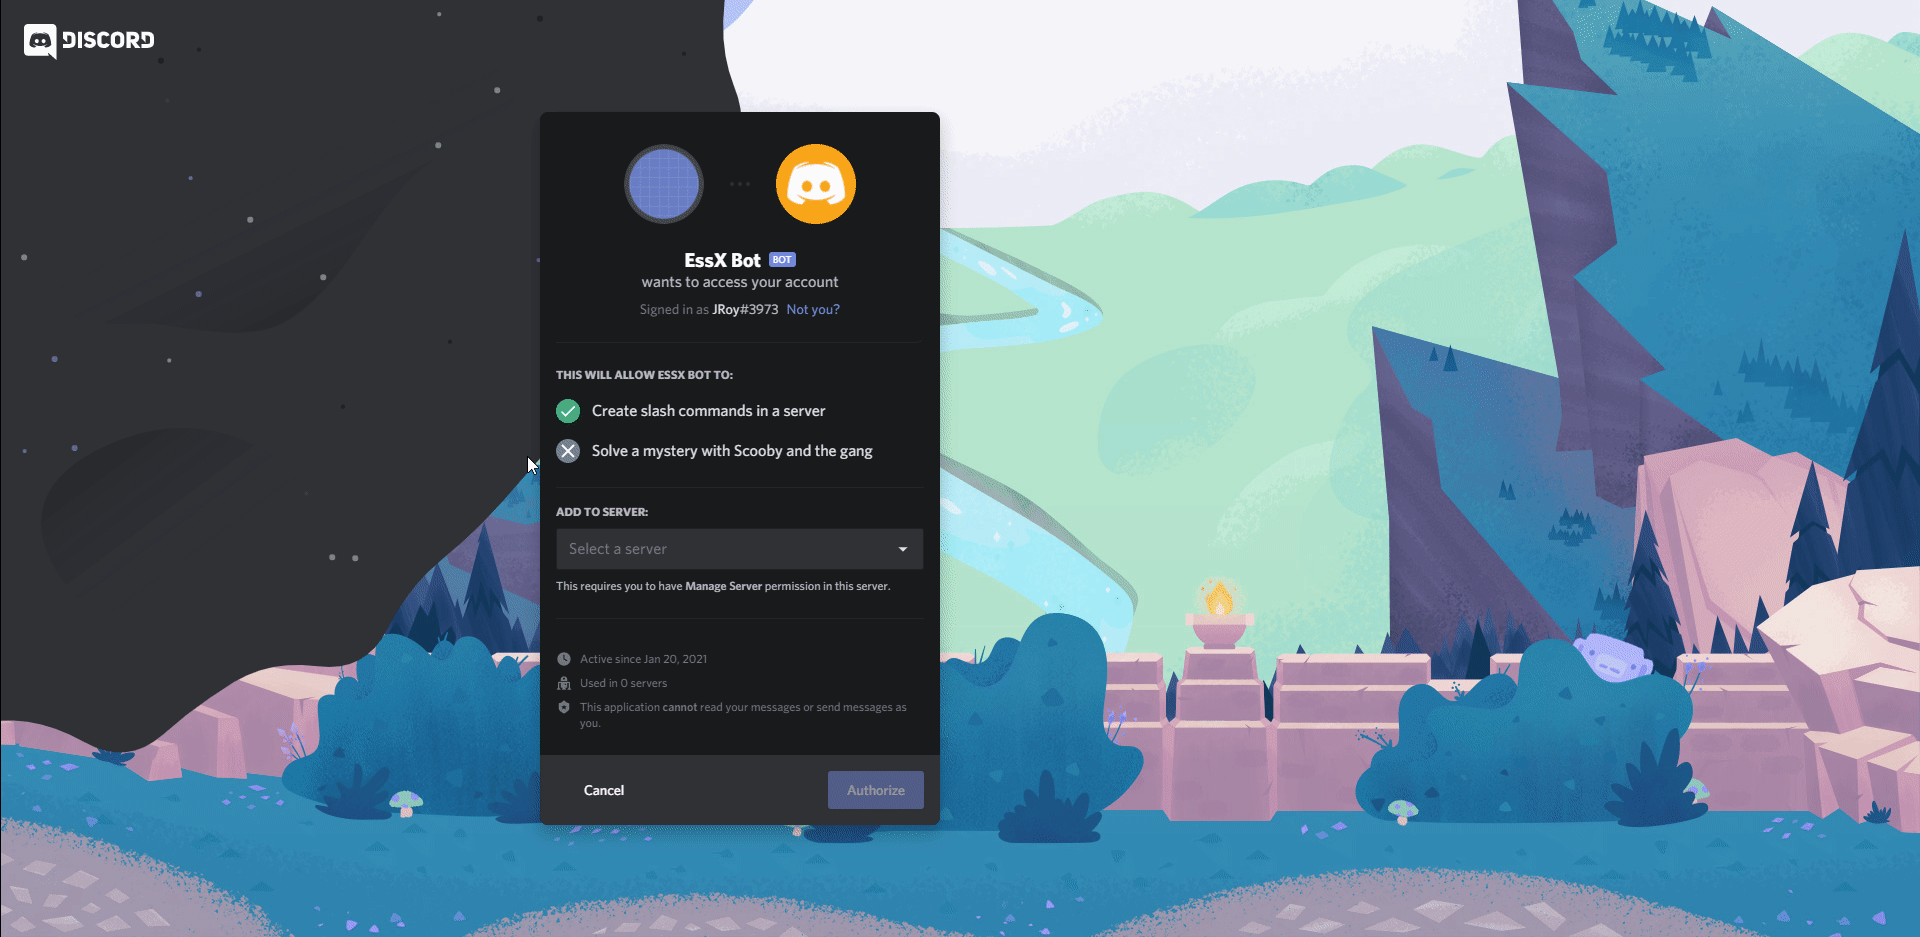 DISCORD
EssX Bot BOT
wants to access your account
Signed in as JRoy#3973 Not you?
THIS WILL ALLOW ESSX BOT TO:
Create slash commands in a server
Solve a mystery with Scooby and the gang
ADD TO SERVER:
Select a server
This requires you to have Manage Server permission in this server.
Active since Jan 20, 2021
Used in 0 servers
This application cannot read your messages or send messages as
you.
Cancel
Authorize